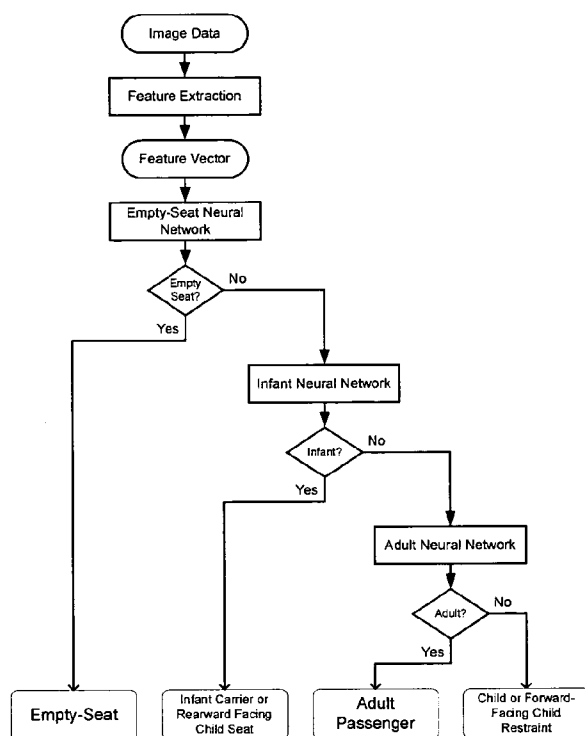 Image Data
Feature Extraction
Feature Vector
Empty-Seat Neural
Network
Empty
Seat?
No
Yes
Infant Neural Network
Infant?
No
Yes
Adult Neural Network
Adult?
No
Yes
Empty-Seat
Infant Carrier or
Rearward Facing
Child Seat
Adult
Passenger
Child or Forward-
Facing Child
Restraint